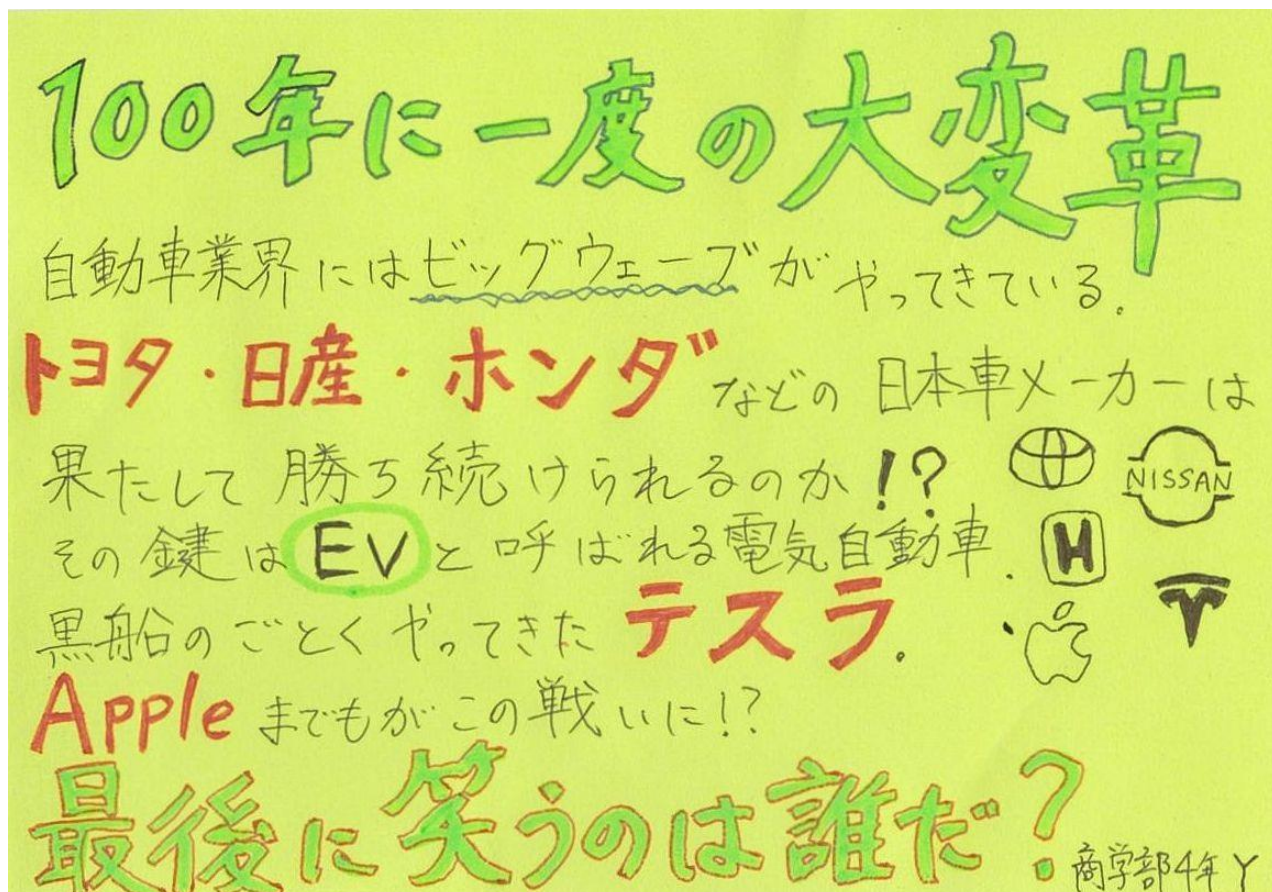 100年に一度の大変革
自動車業界にはビッグウェーブがやってきている.
トヨタ・日産・ホンダなどの日本車メーカーは
果たして勝ち続けられるのか!?
NISSAN
その鍵はEVと呼ばれる電気自動車.
H
黒船のごとくやってきたテスラ.
Appleまでもがこの戦いに!?
最後に笑うのは誰だ?
商学部4年 Y